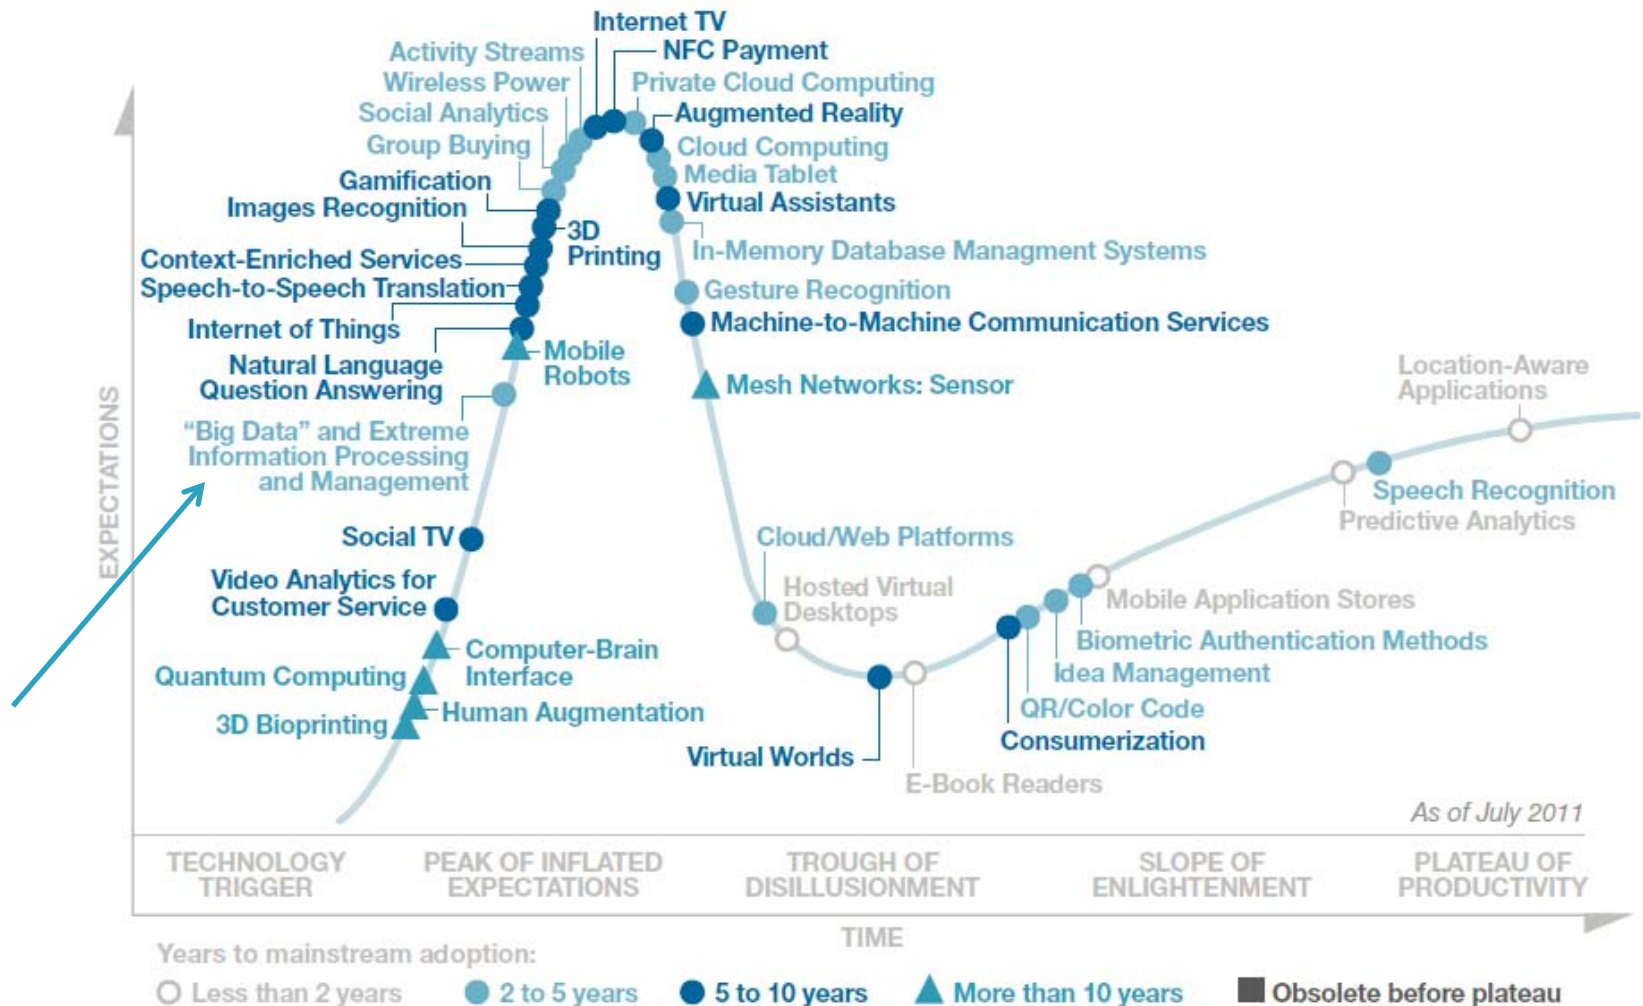 Internet TV
NFC Payment
Activity Streams
Wireless Power
Private Cloud Computing
Social Analytics
Augmented Reality
Group Buying
Cloud Computing
Gamification
Media Tablet
Images Recognition
Virtual Assistants
3D
Printing
In-Memory Database Managment Systems
Context-Enriched Services
Speech-to-Speech Translation
Gesture Recognition
Internet of Things
Machine-to-Machine Communication Services
Natural Language
Question Answering
Mobile
Robots
Mesh Networks: Sensor
Location-Aware
Applications
“Big Data” and Extreme
Information Processing
and Management
Speech Recognition
Predictive Analytics
Social TV
Cloud/Web Platforms
Video Analytics for
Customer Service
Hosted Virtual
Desktops
Mobile Application Stores
Computer-Brain
Interface
Biometric Authentication Methods
Quantum Computing
Idea Management
Human Augmentation
QR/Color Code
3D Bioprinting
Consumerization
Virtual Worlds
E-Book Readers
EXPECTATIONS
As of July 2011
TECHNOLOGY
TRIGGER
PEAK OF INFLATED
EXPECTATIONS
TROUGH OF
DISILLUSIONMENT
SLOPE OF
ENLIGHTENMENT
PLATEAU OF
PRODUCTIVITY
TIME
Years to mainstream adoption:
Less than 2 years
2 to 5 years
5 to 10 years
More than 10 years
Obsolete before plateau